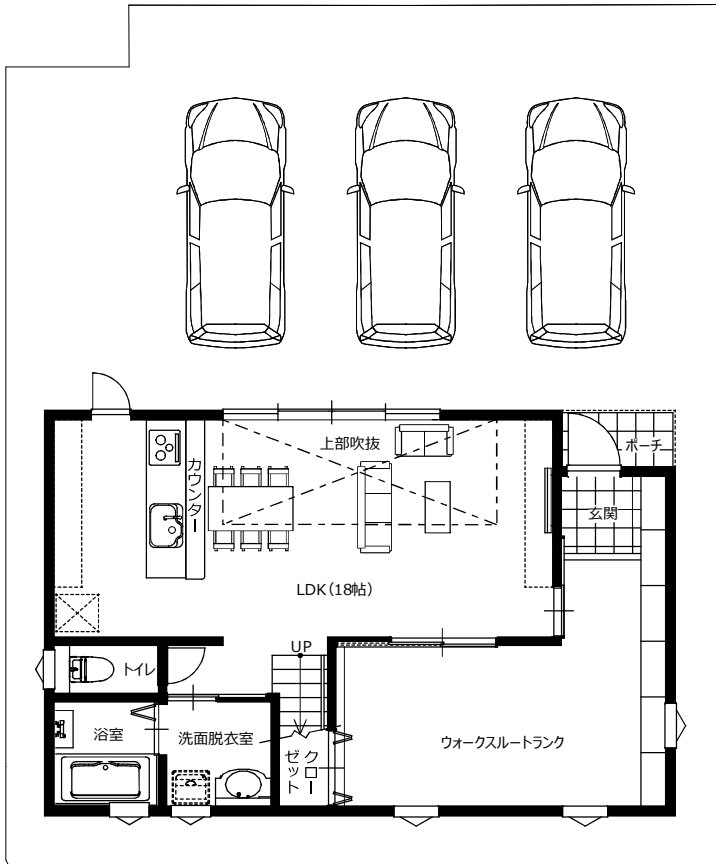 上部吹抜
ポーチ
カウンター
玄関
LDK（18帖）
UP
トイレ
浴室
洗面脱衣室
クロー
ゼット
ウォークスルートランク